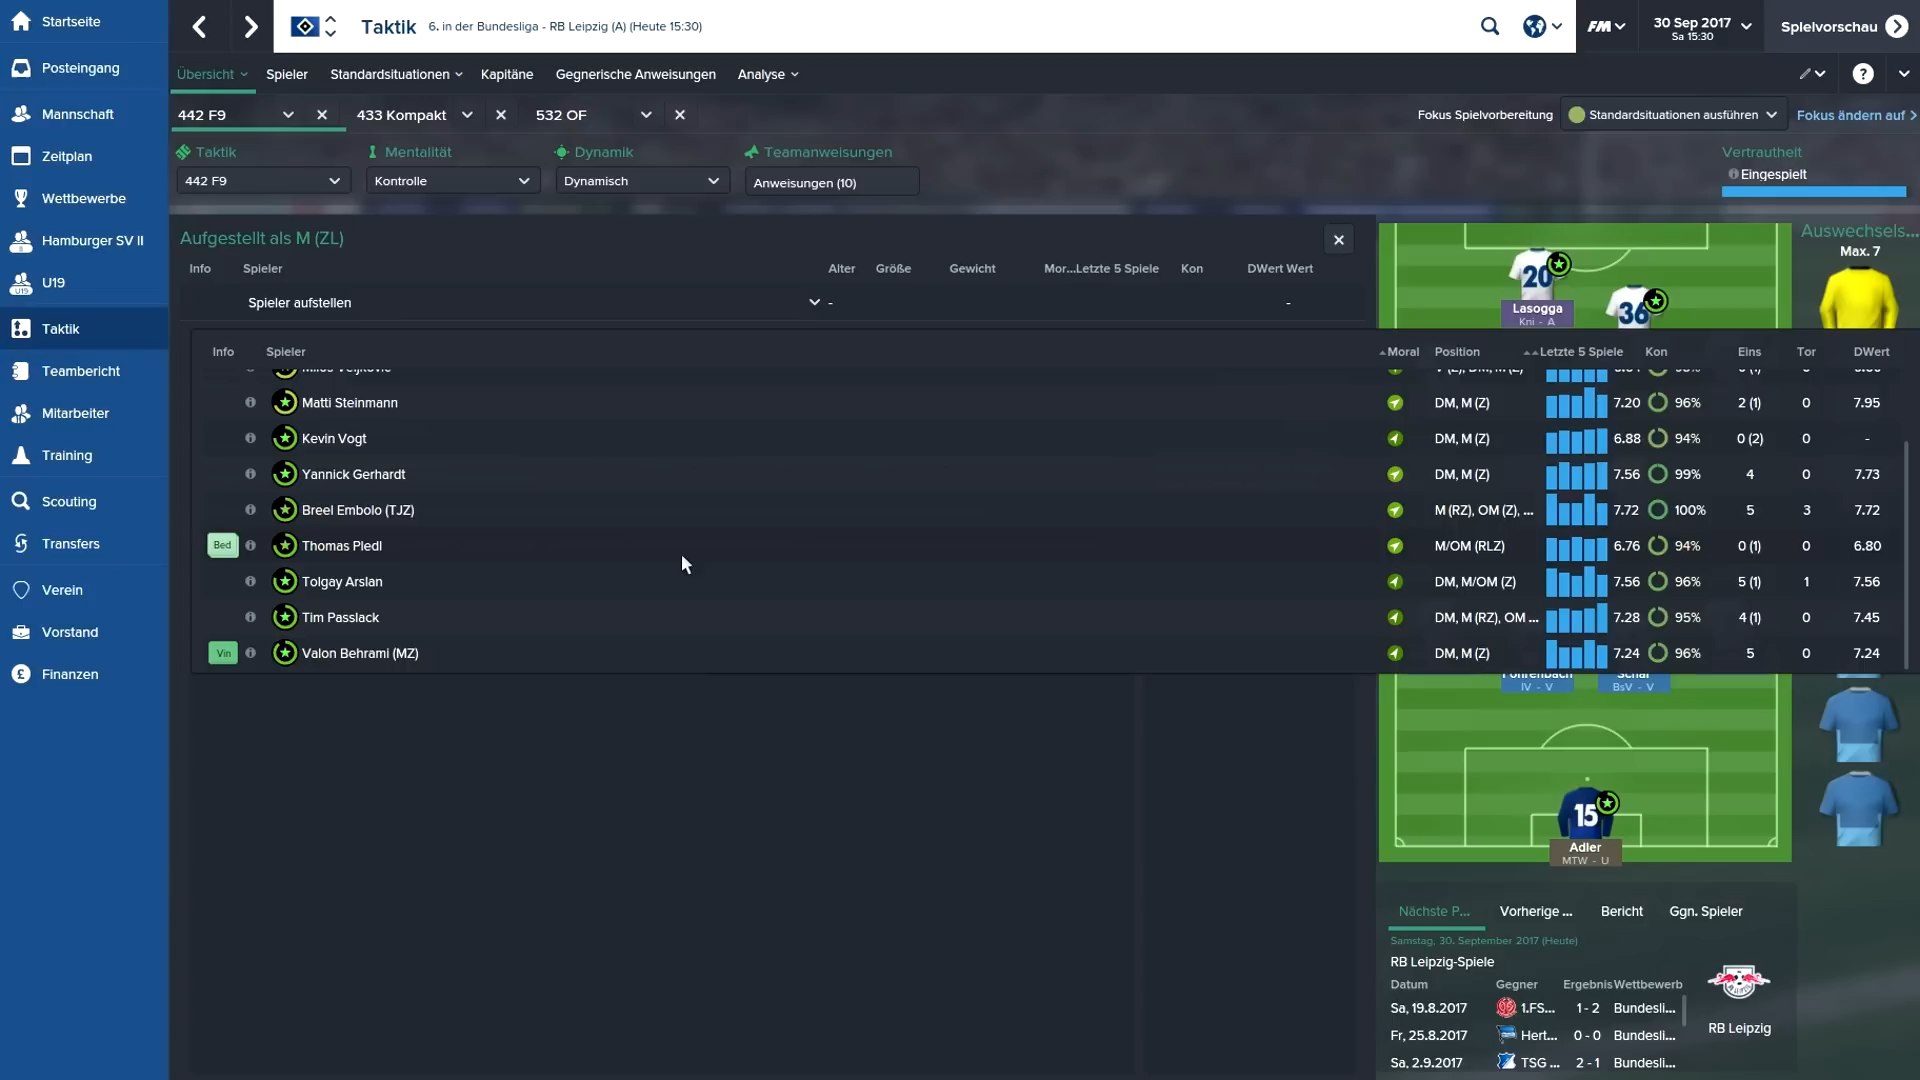 Startseite
Posteingang
Mannschaft
Zeitplan
Wettbewerbe
Hamburger SV II
U19
Taktik
Teambericht
Mitarbeiter
Training
Scouting
Transfers
Verein
Vorstand
Finanzen
Taktik 6. in der Bundesliga - RB Leipzig (A) (Heute 15:30)
FM
30 Sep 2017
Sa 15:30
Spielvorschau
Übersicht Spieler Standardsituationen Kapitäne Gegnerische Anweisungen Analyse
442 F9 433 Kompakt 532 OF
Fokus Spielvorbereitung Standardsituationen ausführen Fokus ändern auf >
Taktik Mentalität Dynamik Teamanweisungen
442 F9 Kontrolle Dynamisch Anweisungen (10)
Vertrautheit
Eingespielt
Aufgestellt als M (ZL)
Info Spieler Alter Größe Gewicht Mor...Letzte 5 Spiele Kon DWert Wert
Spieler aufstellen - -
20
Lasogga
Kni - A
36
Auswechsels...
Max. 7
Info Spieler Moral Position Letzte 5 Spiele Kon Eins Tor DWert
Matti Steinmann DM, M (Z) 7.20 96% 2 (1) 0 7.95
Kevin Vogt DM, M (Z) 6.88 94% 0 (2) 0 -
Yannick Gerhardt DM, M (Z) 7.56 99% 4 0 7.73
Breel Embolo (TJZ) M (RZ), OM (Z), ... 7.72 100% 5 3 7.72
Bed Thomas Pledl M/OM (RLZ) 6.76 94% 0 (1) 0 6.80
Tolgay Arslan DM, M/OM (Z) 7.56 96% 5 (1) 1 7.56
Tim Passlack DM, M (RZ), OM ... 7.28 95% 4 (1) 0 7.45
Vin Valon Behrami (MZ) DM, M (Z) 7.24 96% 5 0 7.24
IV - V BsV - V
15
Adler
MTW - U
Nächste P... Vorherige ... Bericht Ggn. Spieler
Samstag, 30. September 2017 (Heute)
RB Leipzig-Spiele
Datum Gegner Ergebnis Wettbewerb
Sa, 19.8.2017 1.FS... 1 - 2 Bundesli...
Fr, 25.8.2017 Hert... 0 - 0 Bundesli...
Sa, 2.9.2017 TSG ... 2 - 1 Bundesli...
RB Leipzig